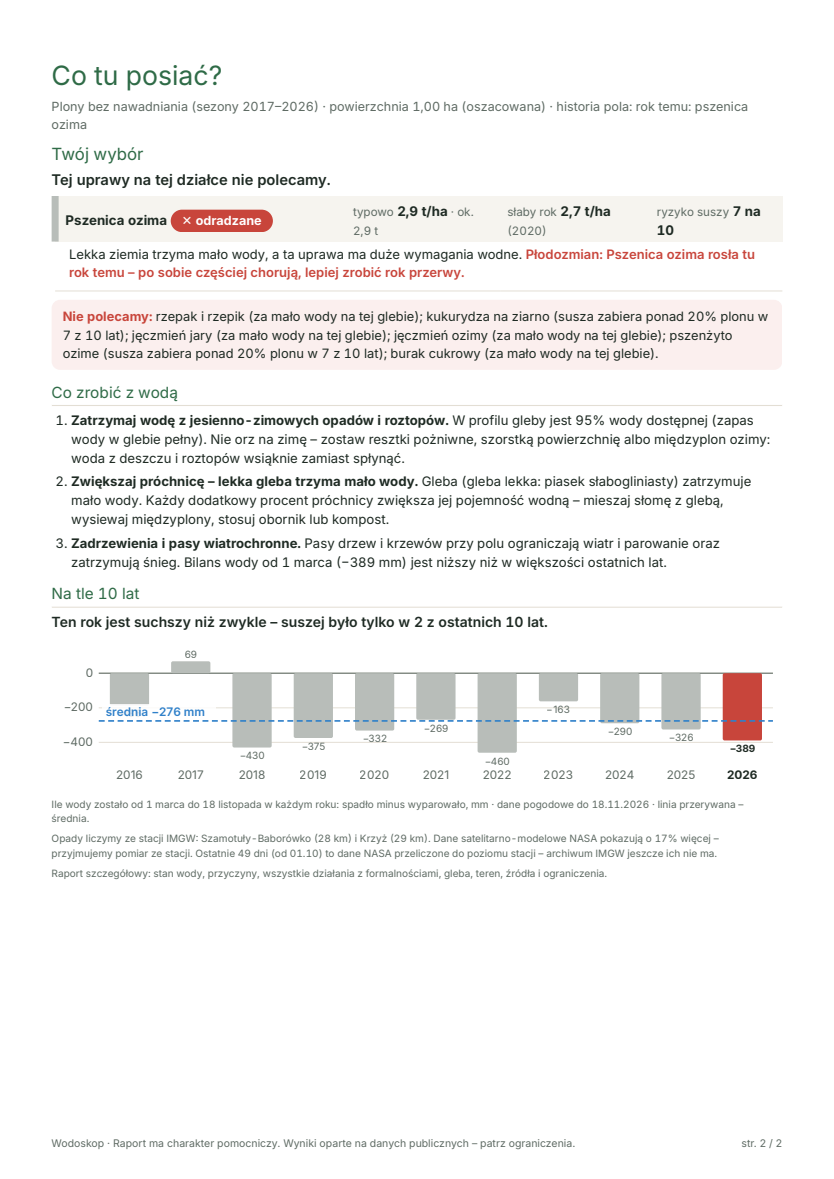 Co tu posiać?
Plony bez nawadniania (sezony 2017–2026) · powierzchnia 1,00 ha (oszacowana) · historia pola: rok temu: pszenica
ozima
Twój wybór
Tej uprawy na tej działce nie polecamy.
Pszenica ozima × odradzane typowo 2,9 t/ha · ok. słaby rok 2,7 t/ha ryzyko suszy 7 na
2,9 t (2020) 10
Lekka ziemia trzyma mało wody, a ta uprawa ma duże wymagania wodne. Płodozmian: Pszenica ozima rosła tu
rok temu – po sobie częściej chorują, lepiej zrobić rok przerwy.
Nie polecamy: rzepak i rzepik (za mało wody na tej glebie); kukurydza na ziarno (susza zabiera ponad 20% plonu w
7 z 10 lat); jęczmień jary (za mało wody na tej glebie); jęczmień ozimy (za mało wody na tej glebie); pszenżyto
ozime (susza zabiera ponad 20% plonu w 7 z 10 lat); burak cukrowy (za mało wody na tej glebie).
Co zrobić z wodą
1. Zatrzymaj wodę z jesienno-zimowych opadów i roztopów. W profilu gleby jest 95% wody dostępnej (zapas
wody w glebie pełny). Nie orz na zimę – zostaw resztki pożniwne, szorstką powierzchnię albo międzyplon ozimy:
woda z deszczu i roztopów wsiąknie zamiast spłynąć.
2. Zwiększaj próchnicę – lekka gleba trzyma mało wody. Gleba (gleba lekka: piasek słabogliniasty) zatrzymuje
mało wody. Każdy dodatkowy procent próchnicy zwiększa jej pojemność wodną – mieszaj słomę z glebą,
wysiewaj międzyplony, stosuj obornik lub kompost.
3. Zadrzewienia i pasy wiatrochronne. Pasy drzew i krzewów przy polu ograniczają wiatr i parowanie oraz
zatrzymują śnieg. Bilans wody od 1 marca (−389 mm) jest niższy niż w większości ostatnich lat.
Na tle 10 lat
Ten rok jest suchszy niż zwykle – suszej było tylko w 2 z ostatnich 10 lat.
69
0
−200
średnia −276 mm
−163
−269
−290
−326
−332
−400
−375
−389
−430
−460
2016 2017 2018 2019 2020 2021 2022 2023 2024 2025 2026
Ile wody zostało od 1 marca do 18 listopada w każdym roku: spadło minus wyparowało, mm · dane pogodowe do 18.11.2026 · linia przerywana –
średnia.
Opady liczymy ze stacji IMGW: Szamotuły-Baborówko (28 km) i Krzyż (29 km). Dane satelitarno-modelowe NASA pokazują o 17% więcej –
przyjmujemy pomiar ze stacji. Ostatnie 49 dni (od 01.10) to dane NASA przeliczone do poziomu stacji – archiwum IMGW jeszcze ich nie ma.
Raport szczegółowy: stan wody, przyczyny, wszystkie działania z formalnościami, gleba, teren, źródła i ograniczenia.
Wodoskop · Raport ma charakter pomocniczy. Wyniki oparte na danych publicznych – patrz ograniczenia. str. 2 / 2